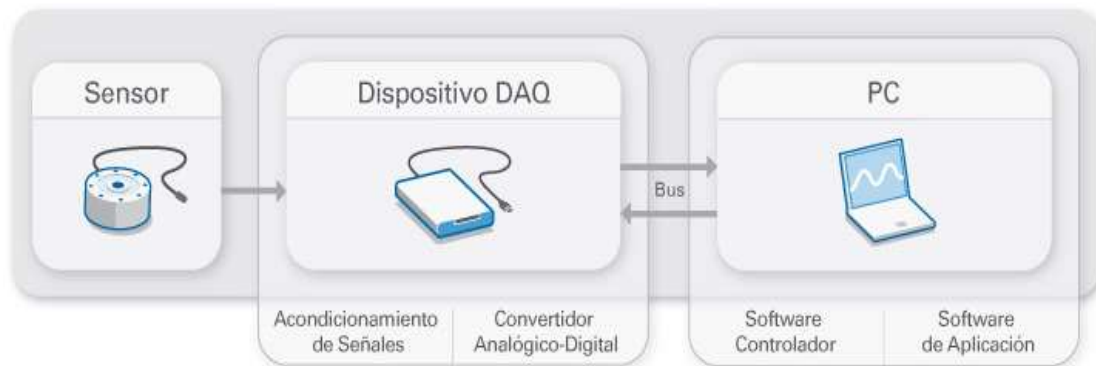 Sensor
Dispositivo DAQ
PC
Bus
Acondicionamiento
de Señales
Convertidor
Analógico-Digital
Software
Controlador
Software
de Aplicación